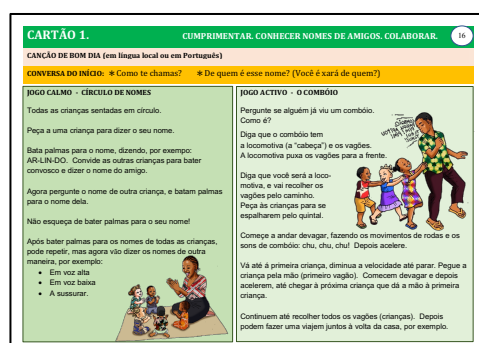 CARTÃO 1.
CUMPRIMENTAR. CONHECER NOMES DE AMIGOS. COLABORAR.
16
CANÇÃO DE BOM DIA (em língua local ou em Português)
CONVERSA DO INÍCIO: ∗ Como te chamas? ∗ De quem é esse nome? (Você é xará de quem?)
JOGO CALMO - CÍRCULO DE NOMES
Todas as crianças sentadas em círculo.
Peça a uma criança para dizer o seu nome.
Bata palmas para o nome, dizendo, por exempo:
AR-LIN-DO. Convide as outras crianças para bater
convosco e dizer o nome do amigo.
Agora pergunte o nome de outra criança, e batam palmas
para o nome dela.
Não esqueça de bater palmas para o seu nome!
Após bater palmas para os nomes de todas as crianças,
pode repetir, mas agora vão dizer os nomes de outra
maneira, por exemplo:
• Em voz alta
• Em voz baixa
• A sussurar.
JOGO ACTIVO - O COMBÓIO
Pergunte se alguém já viu um combóio.
Como é?
Diga que o combóio tem
a locomotiva (a "cabeça") e os vagões.
A locomotiva puxa os vagões para a frente.
Diga que você será a loco-
motiva, e vai recolher os
vagões pelo caminho.
Peça às crianças para se
espalharem pelo quintal.
Começe a andar devagar, fazendo os movimentos de rodas e os
sons de combóio: chu, chu, chu! Depois acelere.
Vá até á primeira criança, diminua a velocidade até parar. Pegue a
criança pela mão (primeiro vagão). Comecem devagar e depois
acelerem, até chegar à próxima criança que dá a mão à primeira
criança.
Continuem até recolher todos os vagões (crianças). Depois
podem fazer uma viajem juntos à volta da casa, por exemplo.